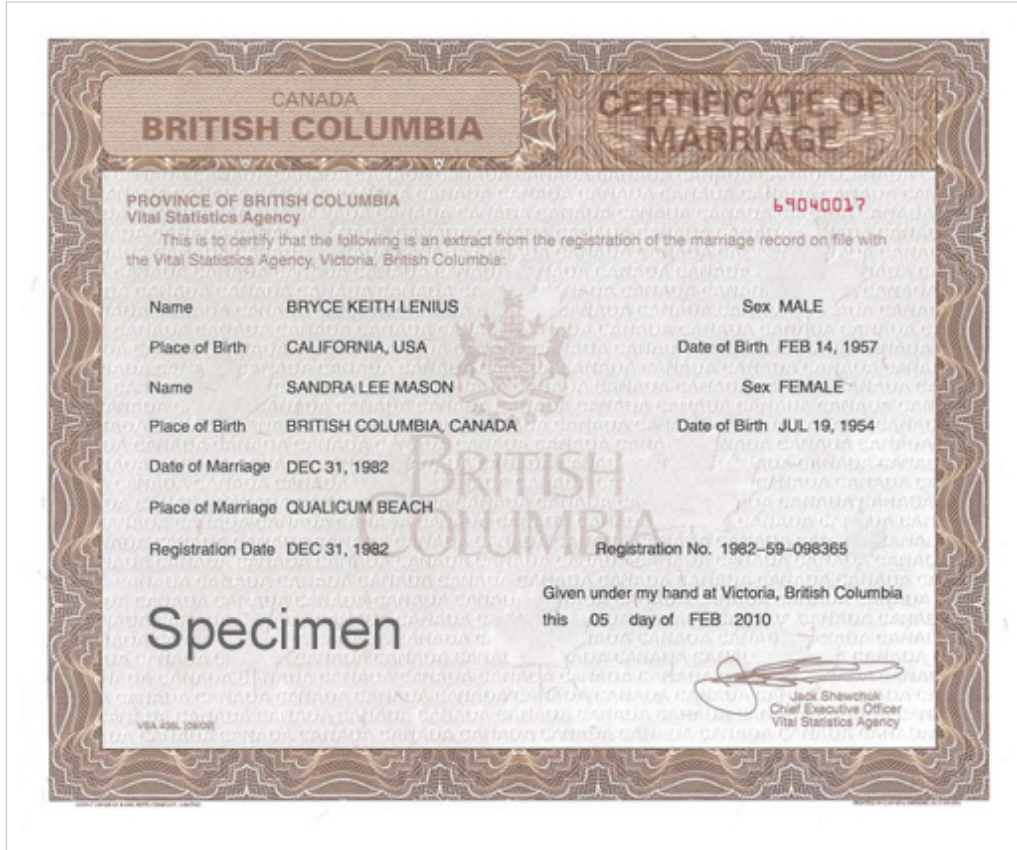 CANADA
BRITISH COLUMBIA
CERTIFICATE OF
MARRIAGE
PROVINCE OF BRITISH COLUMBIA
Vital Statistics Agency
69040017
This is to certify that the following is an extract from the registration of the marriage record on file with
the Vital Statistics Agency, Victoria, British Columbia:
Name BRYCE KEITH LENIUS Sex MALE
Place of Birth CALIFORNIA, USA Date of Birth FEB 14, 1957
Name SANDRA LEE MASON Sex FEMALE
Place of Birth BRITISH COLUMBIA, CANADA Date of Birth JUL 19, 1954
Date of Marriage DEC 31, 1982
BRITISH
Place of Marriage QUALICUM BEACH
COLUMBIA
Registration Date DEC 31, 1982 Registration No. 1982–59–098365
Given under my hand at Victoria, British Columbia
this 05 day of FEB 2010
Specimen
Jack Shewchuk
Chief Executive Officer
Vital Statistics Agency